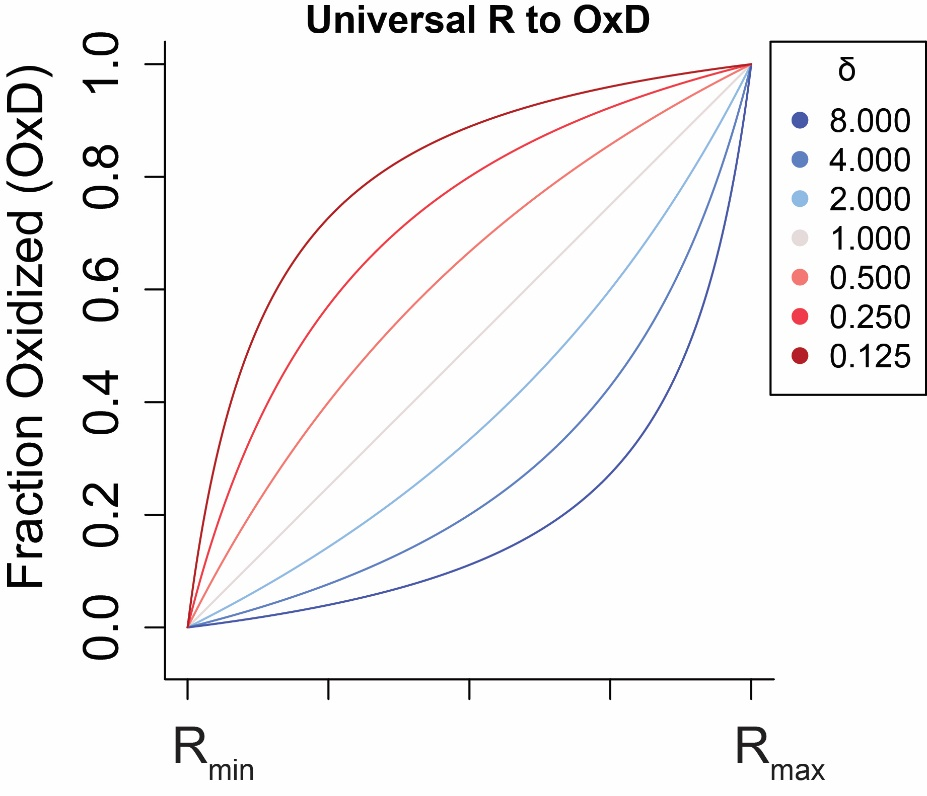 Universal R to OxD
Fraction Oxidized (OxD)
1.0
0.8
0.6
0.4
0.2
0.0
Rmin
Rmax
δ
8.000
4.000
2.000
1.000
0.500
0.250
0.125